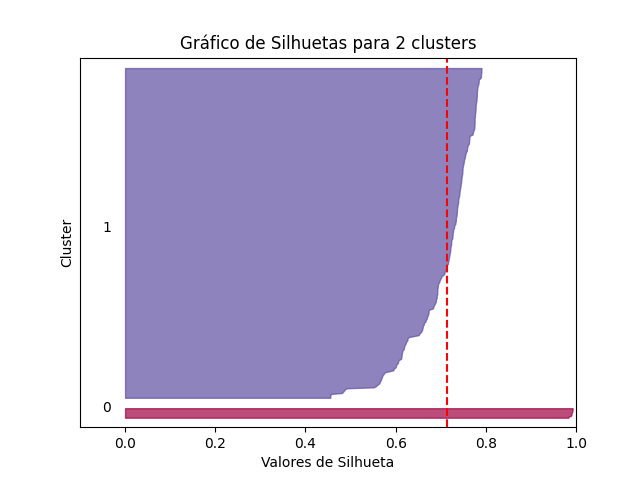 Gráfico de Silhuetas para 2 clusters
Cluster
1
0
0.0 0.2 0.4 0.6 0.8 1.0
Valores de Silhueta